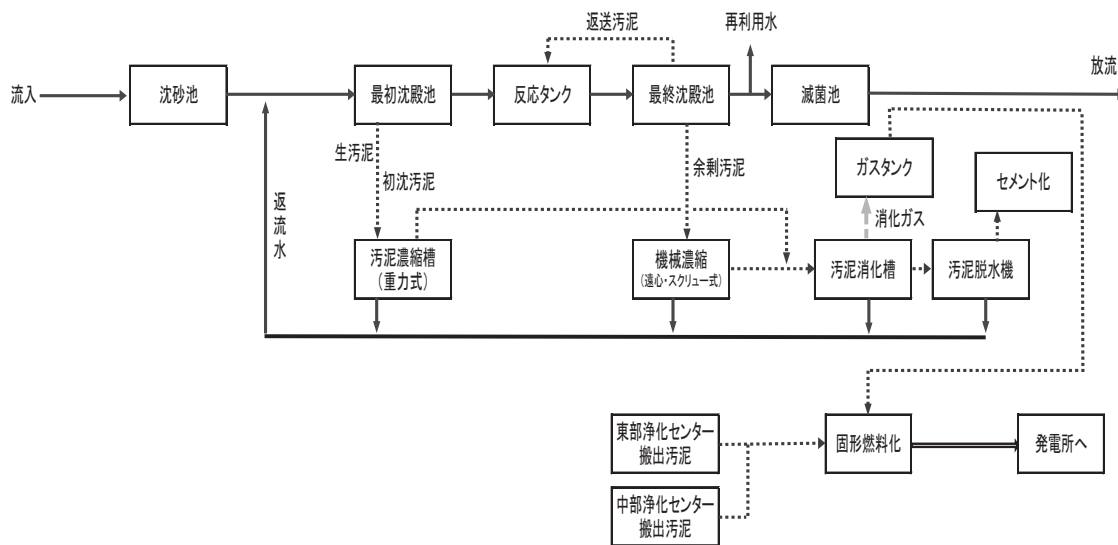 返送汚泥
再利用水
放流
流入
沈砂池
最初沈殿池
反応タンク
最終沈殿池
滅菌池
生汚泥
初沈汚泥
余剰汚泥
ガスタンク
セメント化
消化ガス
返流水
汚泥濃縮槽
（重力式）
機械濃縮
（遠心・スクリュー式）
汚泥消化槽
汚泥脱水機
東部浄化センター
搬出汚泥
固形燃料化
発電所へ
中部浄化センター
搬出汚泥